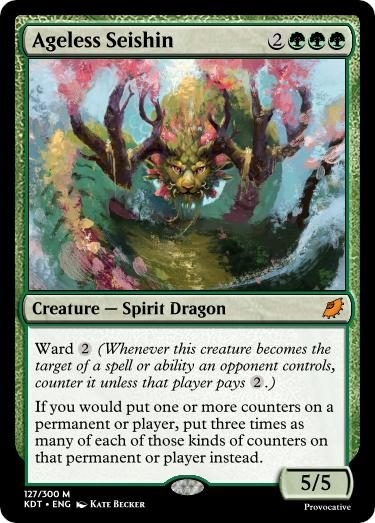 Ageless Seishin 2
Creature — Spirit Dragon
Ward 2 (Whenever this creature becomes the
target of a spell or ability an opponent controls,
counter it unless that player pays 2.)
If you would put one or more counters on a
permanent or player, put three times as
many of each of those kinds of counters on
that permanent or player instead.
5/5
127/300 M
KDT • ENG Kate Becker
Provocative